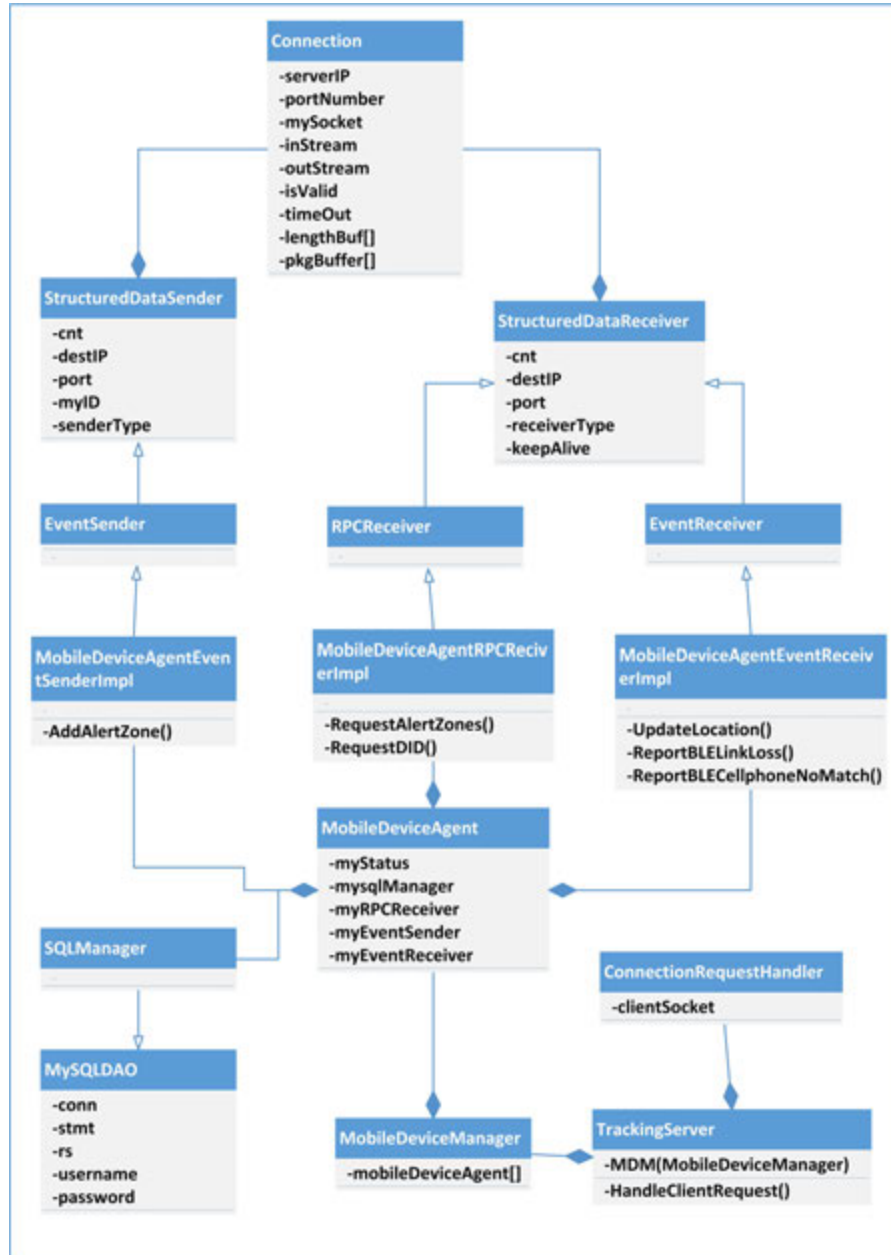 Connection
-serverIP
-portNumber
-mySocket
-inStream
-outStream
-isValid
-timeOut
-lengthBuf[]
-pkgBuffer[]
StructuredDataSender
-cnt
-destIP
-port
-myID
-senderType
StructuredDataReceiver
-cnt
-destIP
-port
-receiverType
-keepAlive
EventSender
RPCReceiver
EventReceiver
MobileDeviceAgentEven
tSenderImpl
-AddAlertZone()
MobileDeviceAgentRPCReciv
erImpl
-RequestAlertZones()
-RequestDID()
MobileDeviceAgentEventReceiv
erImpl
-UpdateLocation()
-ReportBLELinkLoss()
-ReportBLECellphoneNoMatch()
MobileDeviceAgent
-myStatus
-mysqlManager
-myRPCReceiver
-myEventSender
-myEventReceiver
SQLManager
ConnectionRequestHandler
-clientSocket
MySQLDAO
-conn
-stmt
-rs
-username
-password
MobileDeviceManager
-mobileDeviceAgent[]
TrackingServer
-MDM(MobileDeviceManager)
-HandleClientRequest()